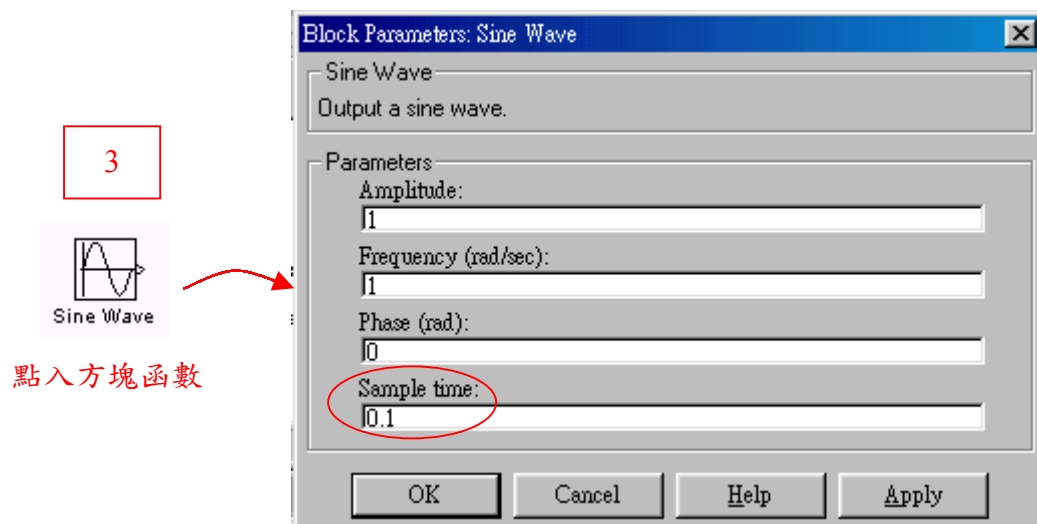 3
Sine Wave
點入方塊函數
Block Parameters: Sine Wave
Sine Wave
Output a sine wave.
Parameters
Amplitude:
1
Frequency (rad/sec):
1
Phase (rad):
0
Sample time:
0.1
OK
Cancel
Help
Apply